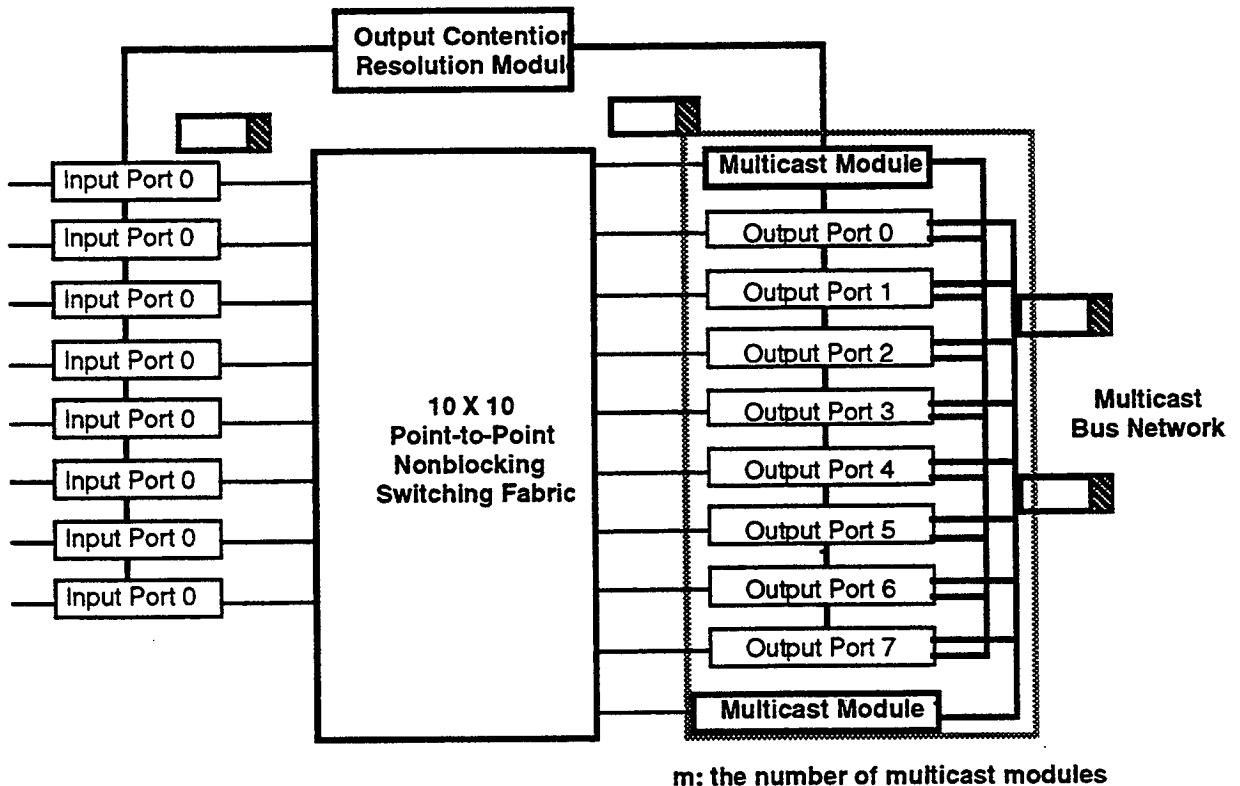 Output Contention
Resolution Module
Input Port 0
Input Port 0
Input Port 0
Input Port 0
Input Port 0
Input Port 0
Input Port 0
Input Port 0
10 X 10
Point-to-Point
Nonblocking
Switching Fabric
Multicast Module
Output Port 0
Output Port 1
Output Port 2
Output Port 3
Output Port 4
Output Port 5
Output Port 6
Output Port 7
Multicast Module
Multicast
Bus Network
m: the number of multicast modules